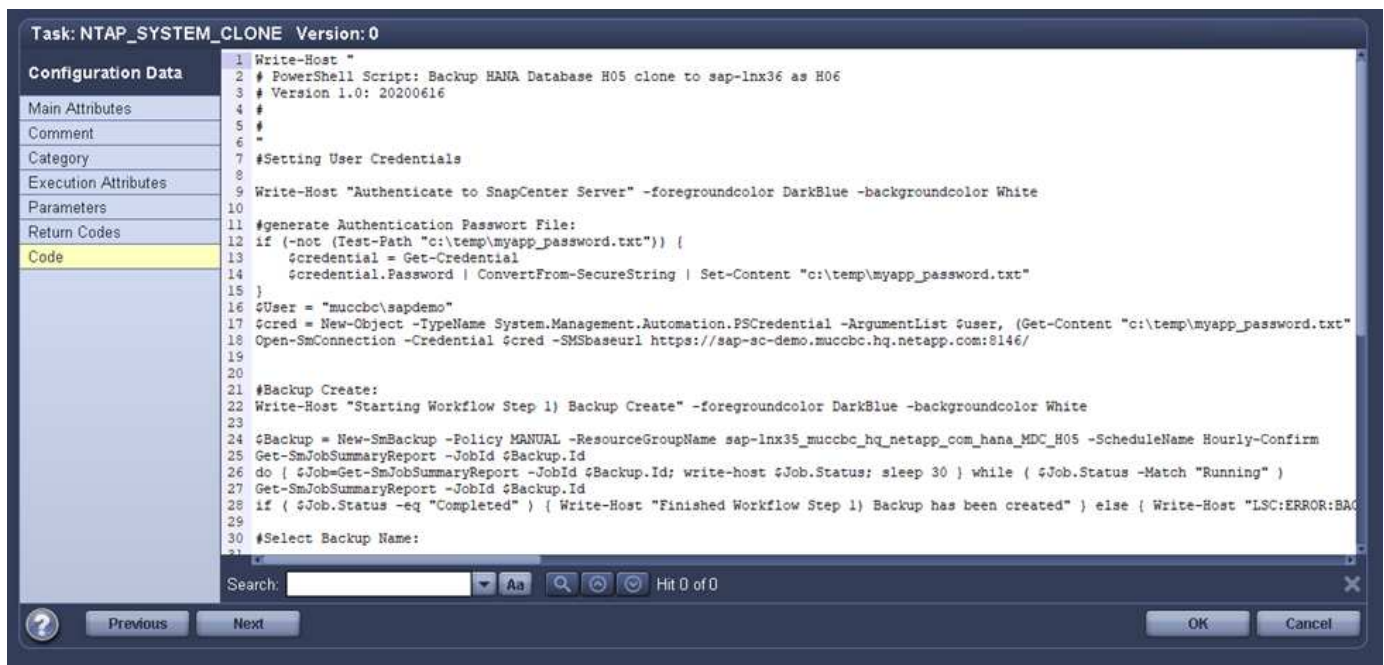 Task: NTAP_SYSTEM_CLONE Version: 0
Configuration Data
Main Attributes
Comment
Category
Execution Attributes
Parameters
Return Codes
Code
1 Write-Host "
2 # PowerShell Script: Backup HANA Database H05 clone to sap-lnx36 as H06
3 # Version 1.0: 20200616
4 #
5 #
6 "
7 #Setting User Credentials
8
9 Write-Host "Authenticate to SnapCenter Server" -foregroundcolor DarkBlue -backgroundcolor White
10
11 #generate Authentication Passwort File:
12 if (-not (Test-Path "c:\temp\myapp_password.txt")) {
13 $credential = Get-Credential
14 $credential.Password | ConvertFrom-SecureString | Set-Content "c:\temp\myapp_password.txt"
15 }
16 $User = "muccbc\sapdemo"
17 $cred = New-Object -TypeName System.Management.Automation.PSCredential -ArgumentList $user, (Get-Content "c:\temp\myapp_password.txt"
18 Open-SmConnection -Credential $cred -SMSbaseurl https://sap-sc-demo.muccbc.hq.netapp.com:8146/
19
20
21 #Backup Create:
22 Write-Host "Starting Workflow Step 1) Backup Create" -foregroundcolor DarkBlue -backgroundcolor White
23
24 $Backup = New-SmBackup -Policy MANUAL -ResourceGroupName sap-lnx35_muccbc_hq_netapp_com_hana_MDC_H05 -ScheduleName Hourly-Confirm
25 Get-SmJobSummaryReport -JobId $Backup.Id
26 do { $Job=Get-SmJobSummaryReport -JobId $Backup.Id; write-host $Job.Status; sleep 30 } while ( $Job.Status -Match "Running" )
27 Get-SmJobSummaryReport -JobId $Backup.Id
28 if ( $Job.Status -eq "Completed" ) { Write-Host "Finished Workflow Step 1) Backup has been created" } else { Write-Host "LSC:ERROR:BAC
29
30 #Select Backup Name:
31
Search:
Aa
Hit 0 of 0
?
Previous
Next
OK
Cancel